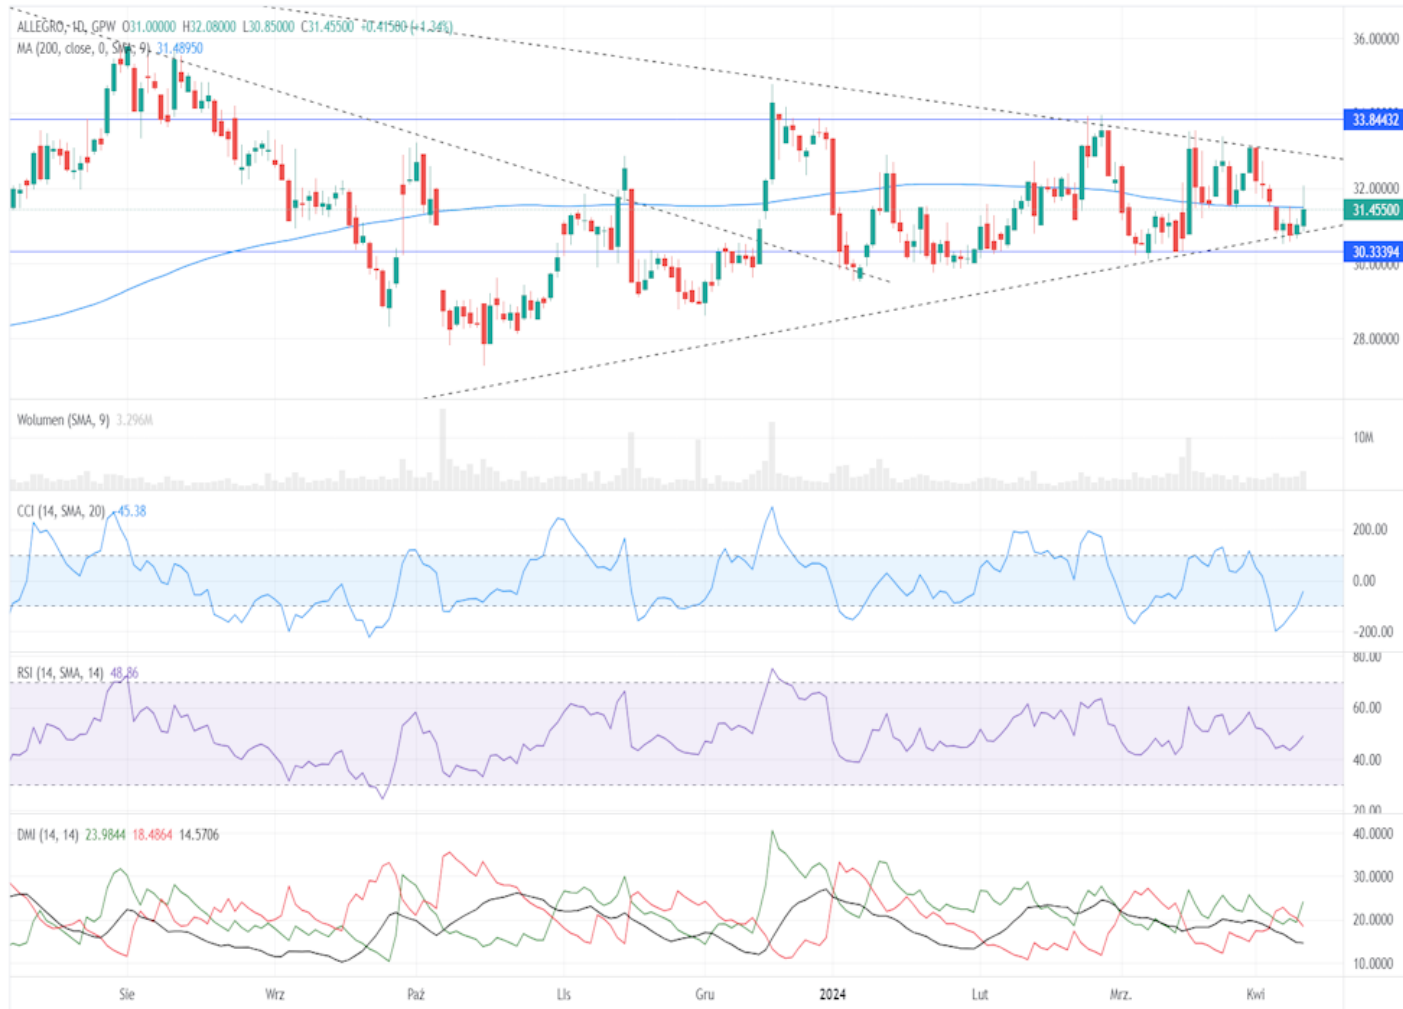 ALLEGRO, 1D, GPW O31.00000 H32.08000 L30.85000 C31.45500 +0.41500 (+1.34%)
MA (200, close, 0, SMA, 9) 31.48950
36.00000
33.84432
32.00000
31.45500
30.33394
30.00000
28.00000
Wolumen (SMA, 9) 3.296M
10M
CCI (14, SMA, 20) -45.38
200.00
0.00
-200.00
80.00
RSI (14, SMA, 14) 48.86
60.00
40.00
20.00
DMI (14, 14) 23.9844 18.4864 14.5706
40.0000
30.0000
20.0000
10.0000
Sie Wrz Paź Lis Gru 2024 Lut Mrz. Kwi